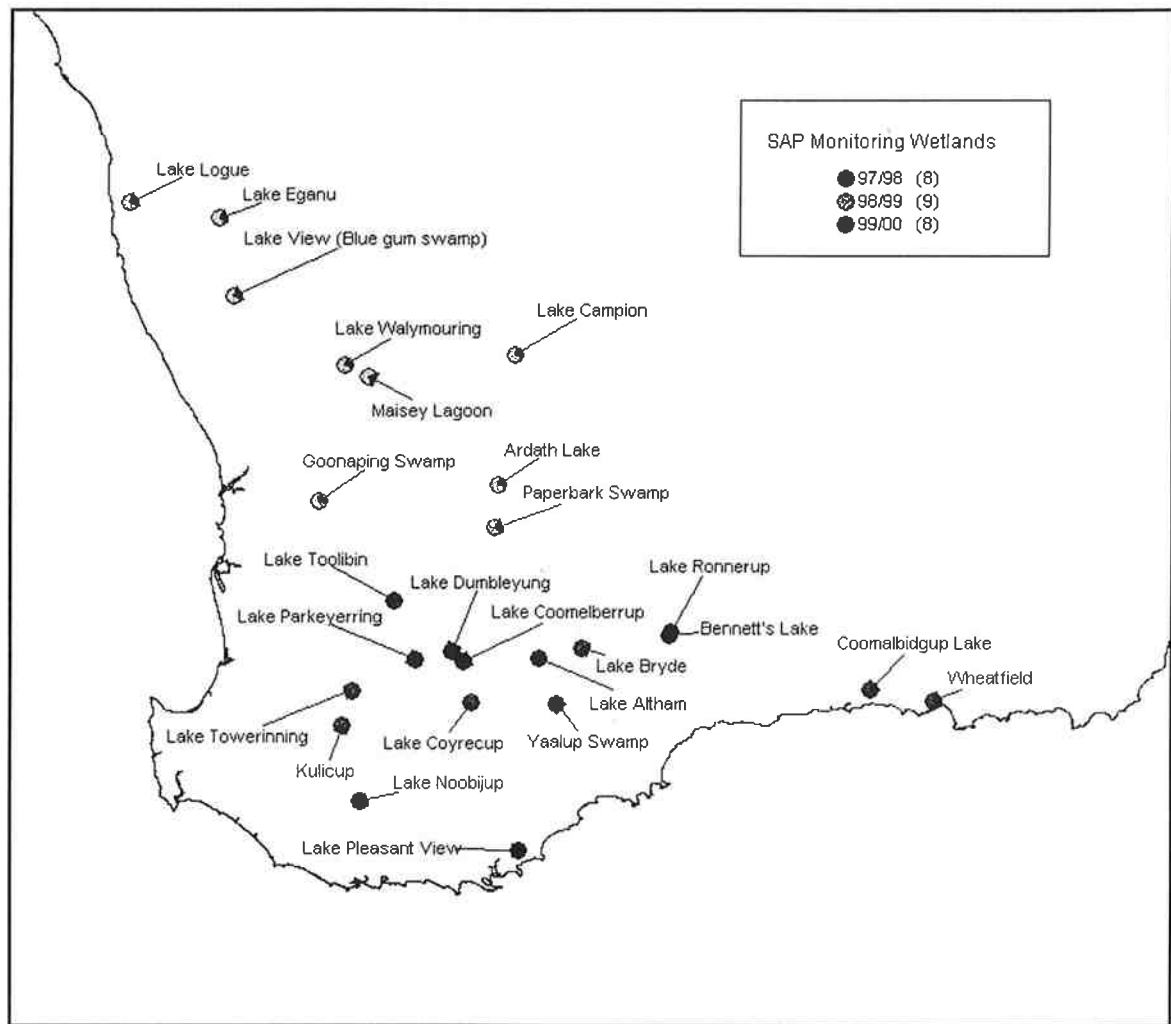 SAP Monitoring Wetlands
97/98 (8)
98/99 (9)
99/00 (8)
Lake Logue
Lake Eganu
Lake View (Blue gum swamp)
Lake Campion
Lake Walymouring
Maisey Lagoon
Ardath Lake
Goonaping Swamp
Paperbark Swamp
Lake Toolibin
Lake Ronnerup
Lake Dumbleyung
Lake Coomelberrup
Lake Parkeyerring
Bennett's Lake
Coomalbidgup Lake
Lake Bryde
Wheatfield
Lake Altham
Lake Towerinning
Lake Coyrecup
Yaalup Swamp
Kulicup
Lake Noobijup
Lake Pleasant View